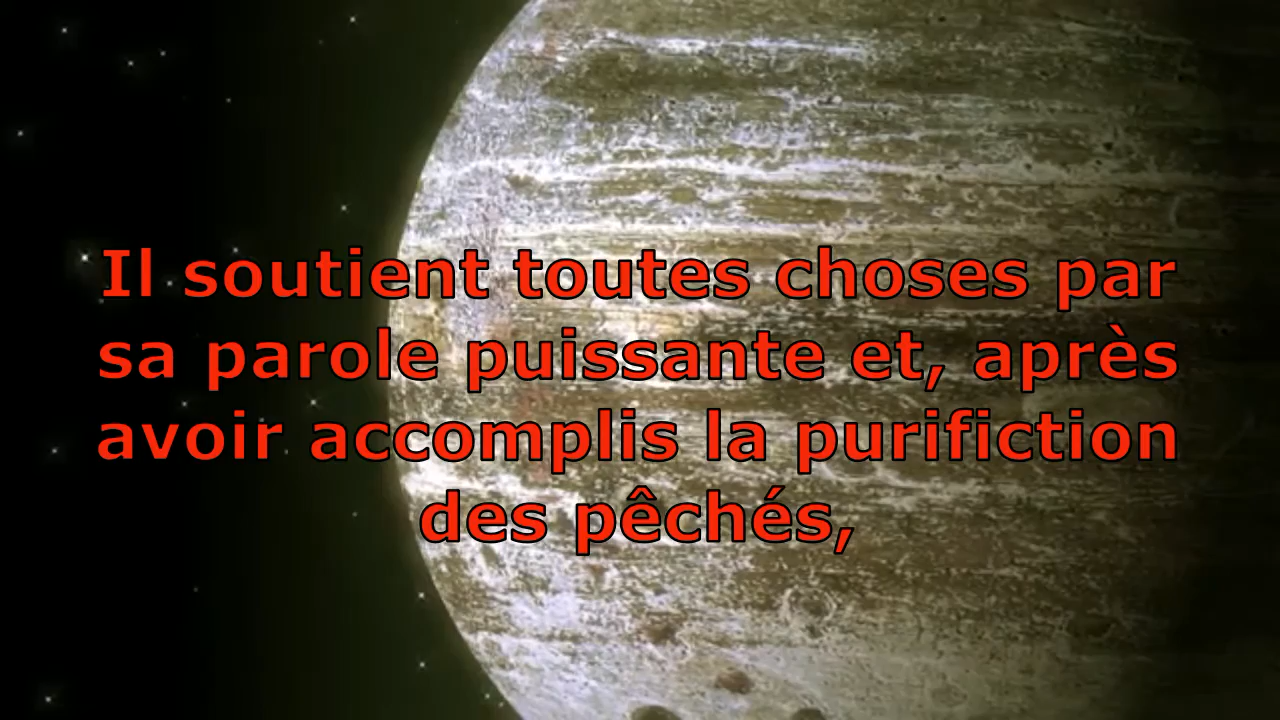 Il soutient toutes choses par
sa parole puissante et, après
avoir accomplis la purifiction
des pêchés,